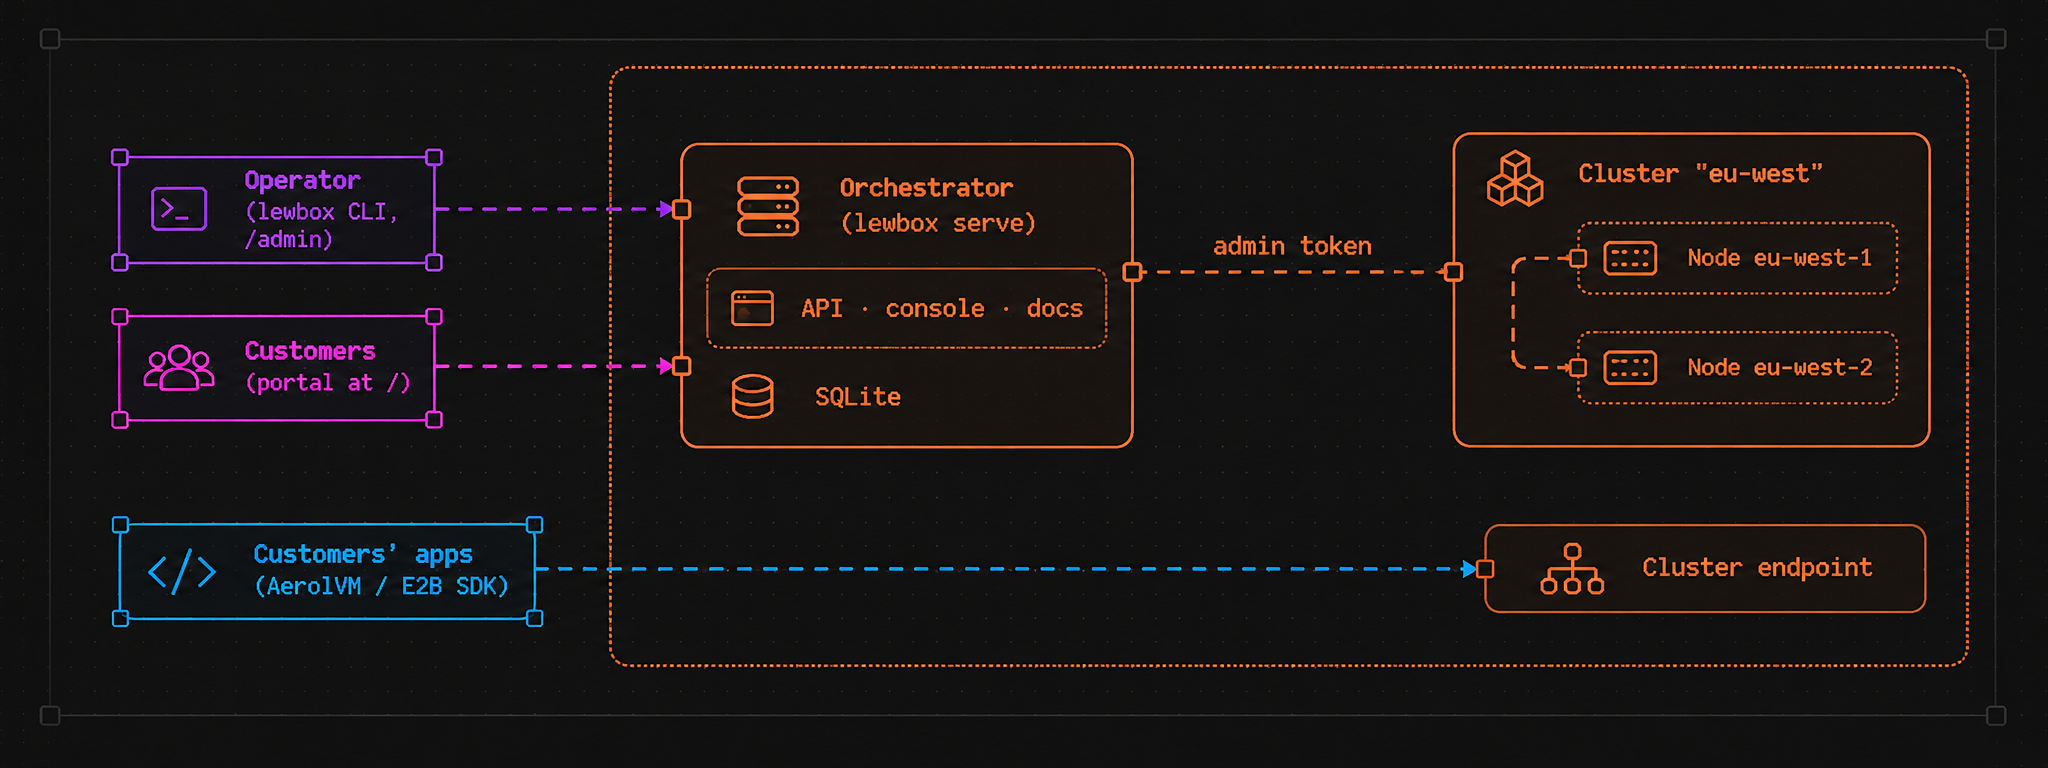 Operator
(lewbox CLI,
/admin)
Customers
(portal at /)
Customers’ apps
(AerolVM / E2B SDK)
Orchestrator
(lewbox serve)
API · console · docs
SQLite
admin token
Cluster "eu-west"
Node eu-west-1
Node eu-west-2
Cluster endpoint